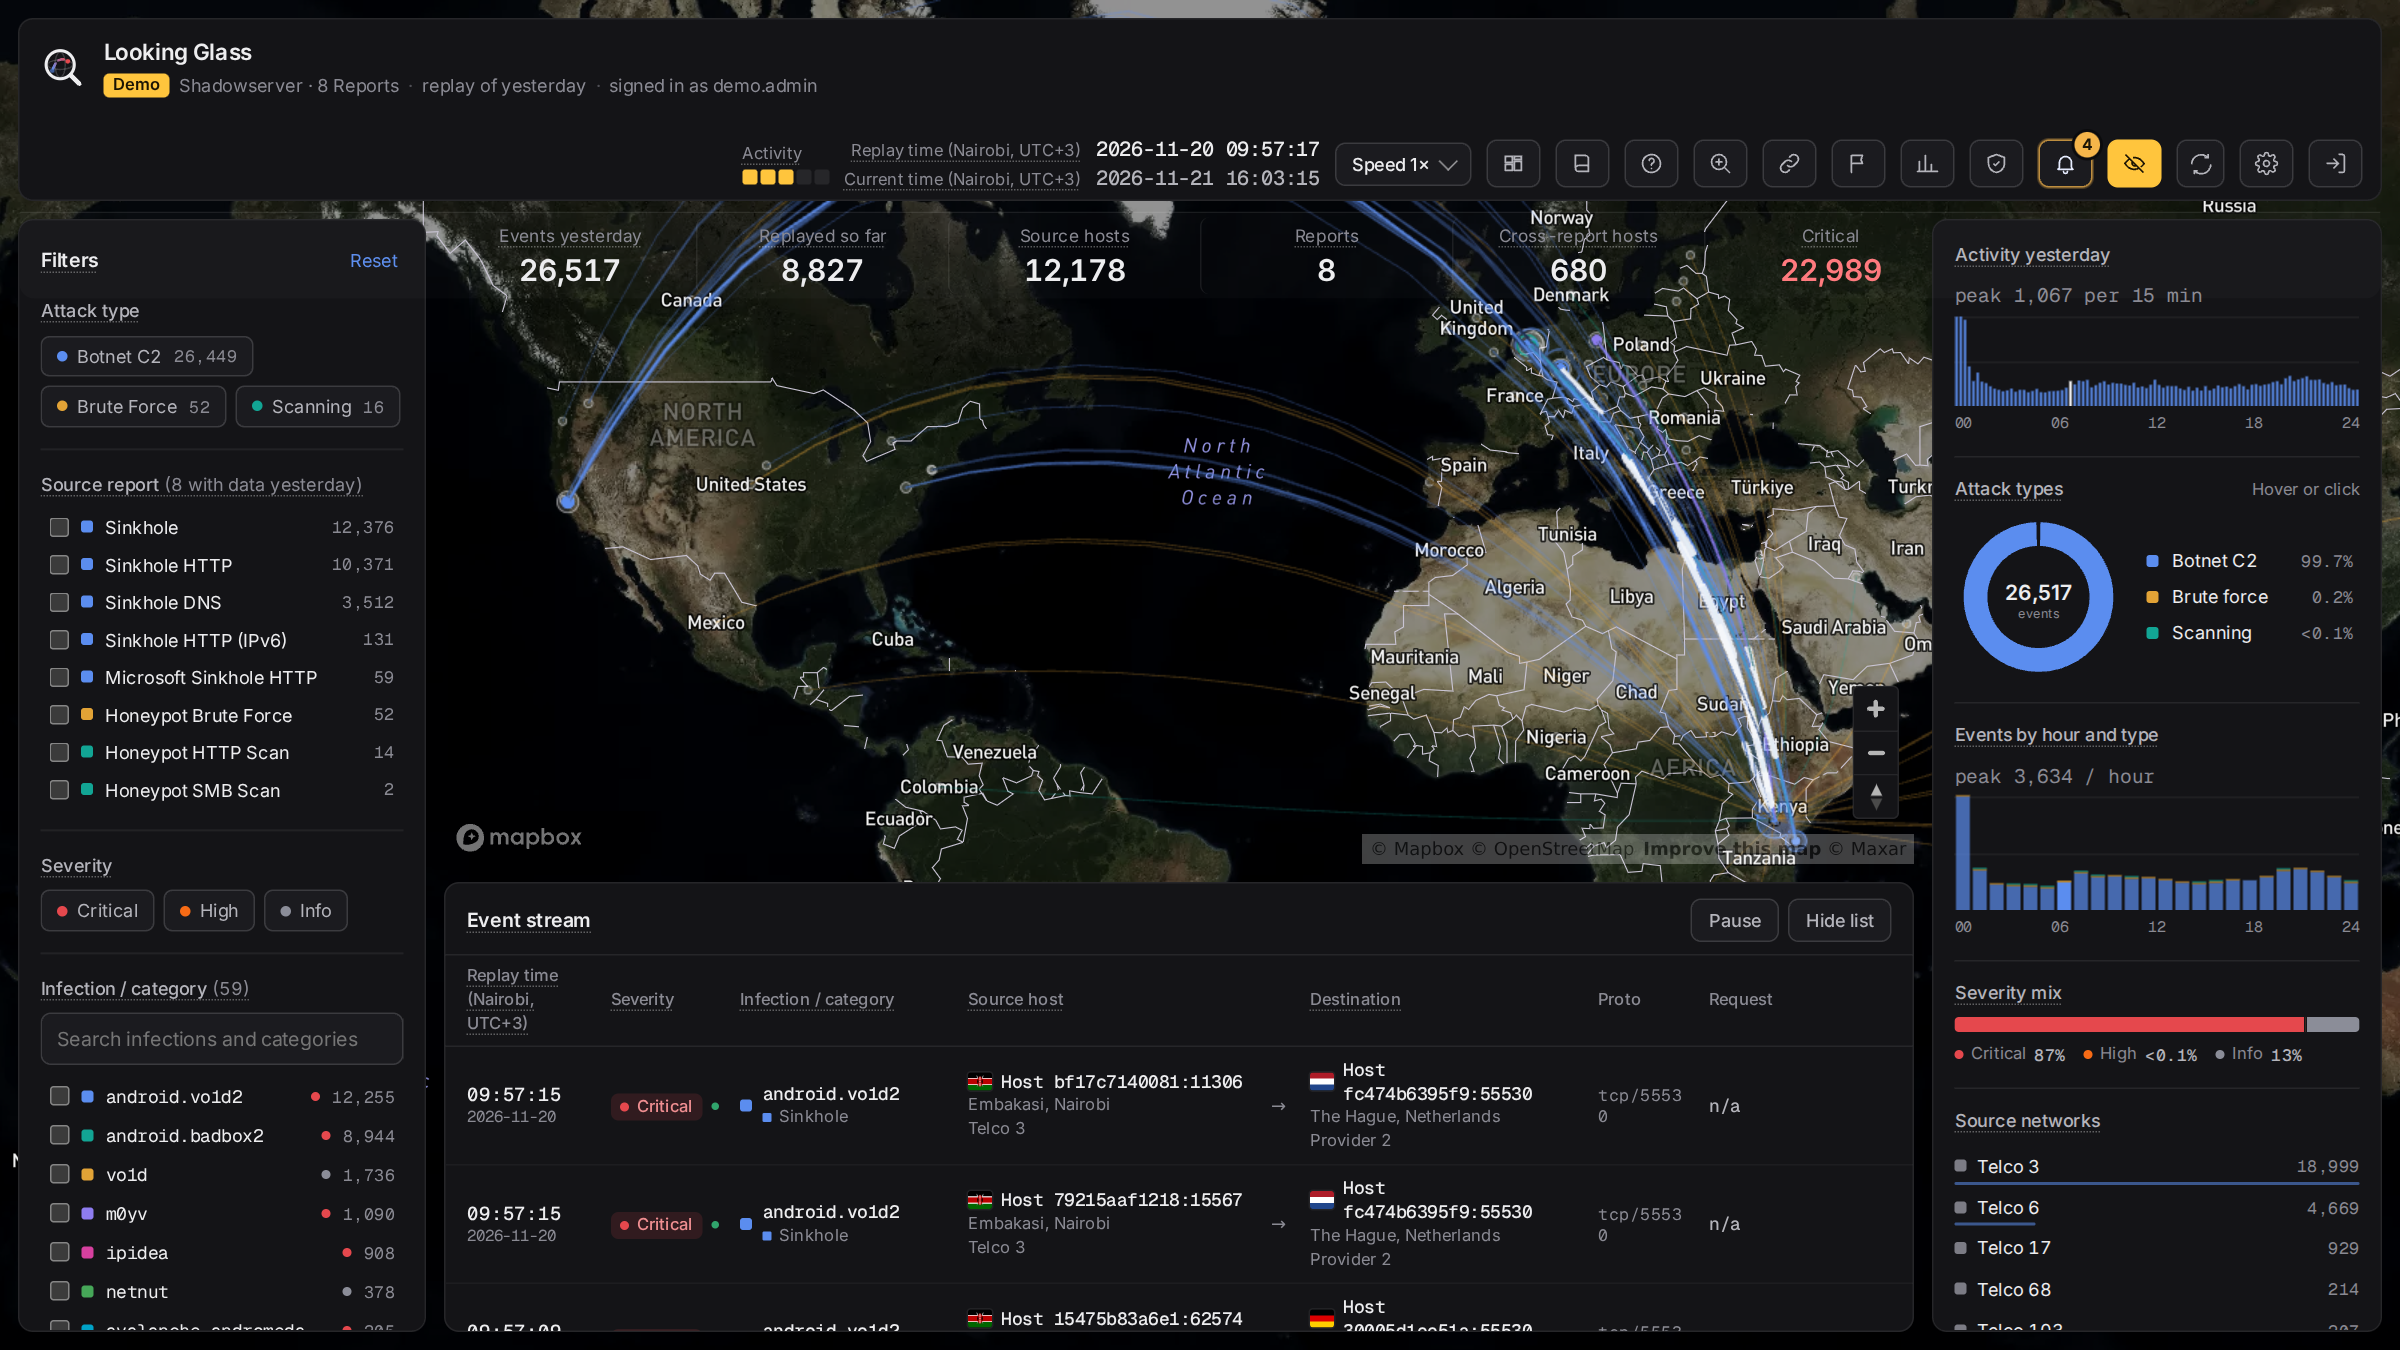 Looking Glass
Demo Shadowserver · 8 Reports · replay of yesterday · signed in as demo.admin
Activity
Replay time (Nairobi, UTC+3) 2026-11-20 09:57:17
Current time (Nairobi, UTC+3) 2026-11-21 16:03:15
Speed 1×
4
Filters
Reset
Attack type
Botnet C2 26,449
Brute Force 52
Scanning 16
Source report (8 with data yesterday)
Sinkhole 12,376
Sinkhole HTTP 10,371
Sinkhole DNS 3,512
Sinkhole HTTP (IPv6) 131
Microsoft Sinkhole HTTP 59
Honeypot Brute Force 52
Honeypot HTTP Scan 14
Honeypot SMB Scan 2
Severity
Critical
High
Info
Infection / category (59)
Search infections and categories
android.vo1d2 12,255
android.badbox2 8,944
vo1d 1,736
m0yv 1,090
ipidea 908
netnut 378
Events yesterday
26,517
Replayed so far
8,827
Source hosts
12,178
Reports
8
Cross-report hosts
680
Critical
22,989
Russia
Norway
Canada
United
Kingdom
Denmark
Poland
EUROPE
Ukraine
France
Romania
NORTH
AMERICA
North
Atlantic
Ocean
Italy
Spain
United States
Greece
Türkiye
Tunisia
Morocco
Iraq
Iran
Algeria
Libya
Egypt
Mexico
Cuba
Saudi Arabia
Mauritania
Mali
Niger
Chad
Senegal
Sudan
Yemen
Nigeria
Ethiopia
Venezuela
Cameroon
AFRICA
Colombia
Kenya
Ecuador
Tanzania
mapbox
© Mapbox © OpenStreetMap Improve this map © Maxar
Event stream
Pause
Hide list
Replay time
(Nairobi,
UTC+3)
Severity
Infection / category
Source host
Destination
Proto
Request
09:57:15
2026-11-20
Critical
android.vo1d2
Sinkhole
Host bf17c7140081:11306
Embakasi, Nairobi
Telco 3
→
Host
fc474b6395f9:55530
The Hague, Netherlands
Provider 2
tcp/5553
0
n/a
09:57:15
2026-11-20
Critical
android.vo1d2
Sinkhole
Host 79215aaf1218:15567
Embakasi, Nairobi
Telco 3
→
Host
fc474b6395f9:55530
The Hague, Netherlands
Provider 2
tcp/5553
0
n/a
09:57:09
android.vo1d2
Host 15475b83a6e1:62574
Host
Activity yesterday
peak 1,067 per 15 min
00 06 12 18 24
Attack types
Hover or click
26,517
events
Botnet C2 99.7%
Brute force 0.2%
Scanning <0.1%
Events by hour and type
peak 3,634 / hour
00 06 12 18 24
Severity mix
Critical 87% High <0.1% Info 13%
Source networks
Telco 3 18,999
Telco 6 4,669
Telco 17 929
Telco 68 214